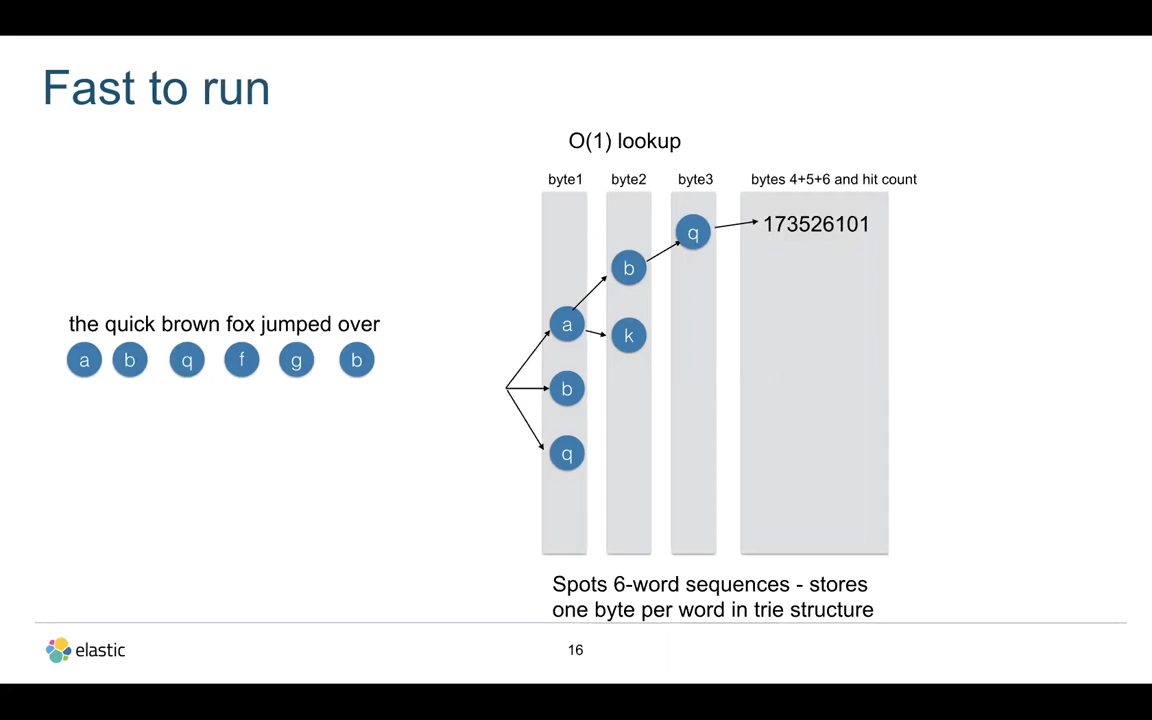 Fast to run
O(1) lookup
byte1 byte2 byte3 bytes 4+5+6 and hit count
q 173526101
b
the quick brown fox jumped over
a b q f g b
a
k
b
q
Spots 6-word sequences - stores
one byte per word in trie structure
elastic
16